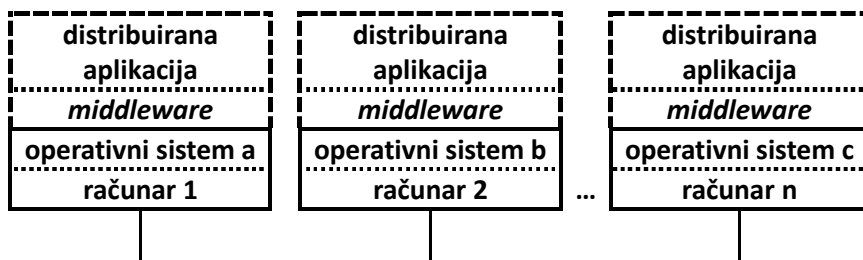 distribuirana
aplikacija
middleware
operativni sistem a
računar 1
distribuirana
aplikacija
middleware
operativni sistem b
računar 2
...
distribuirana
aplikacija
middleware
operativni sistem c
računar n